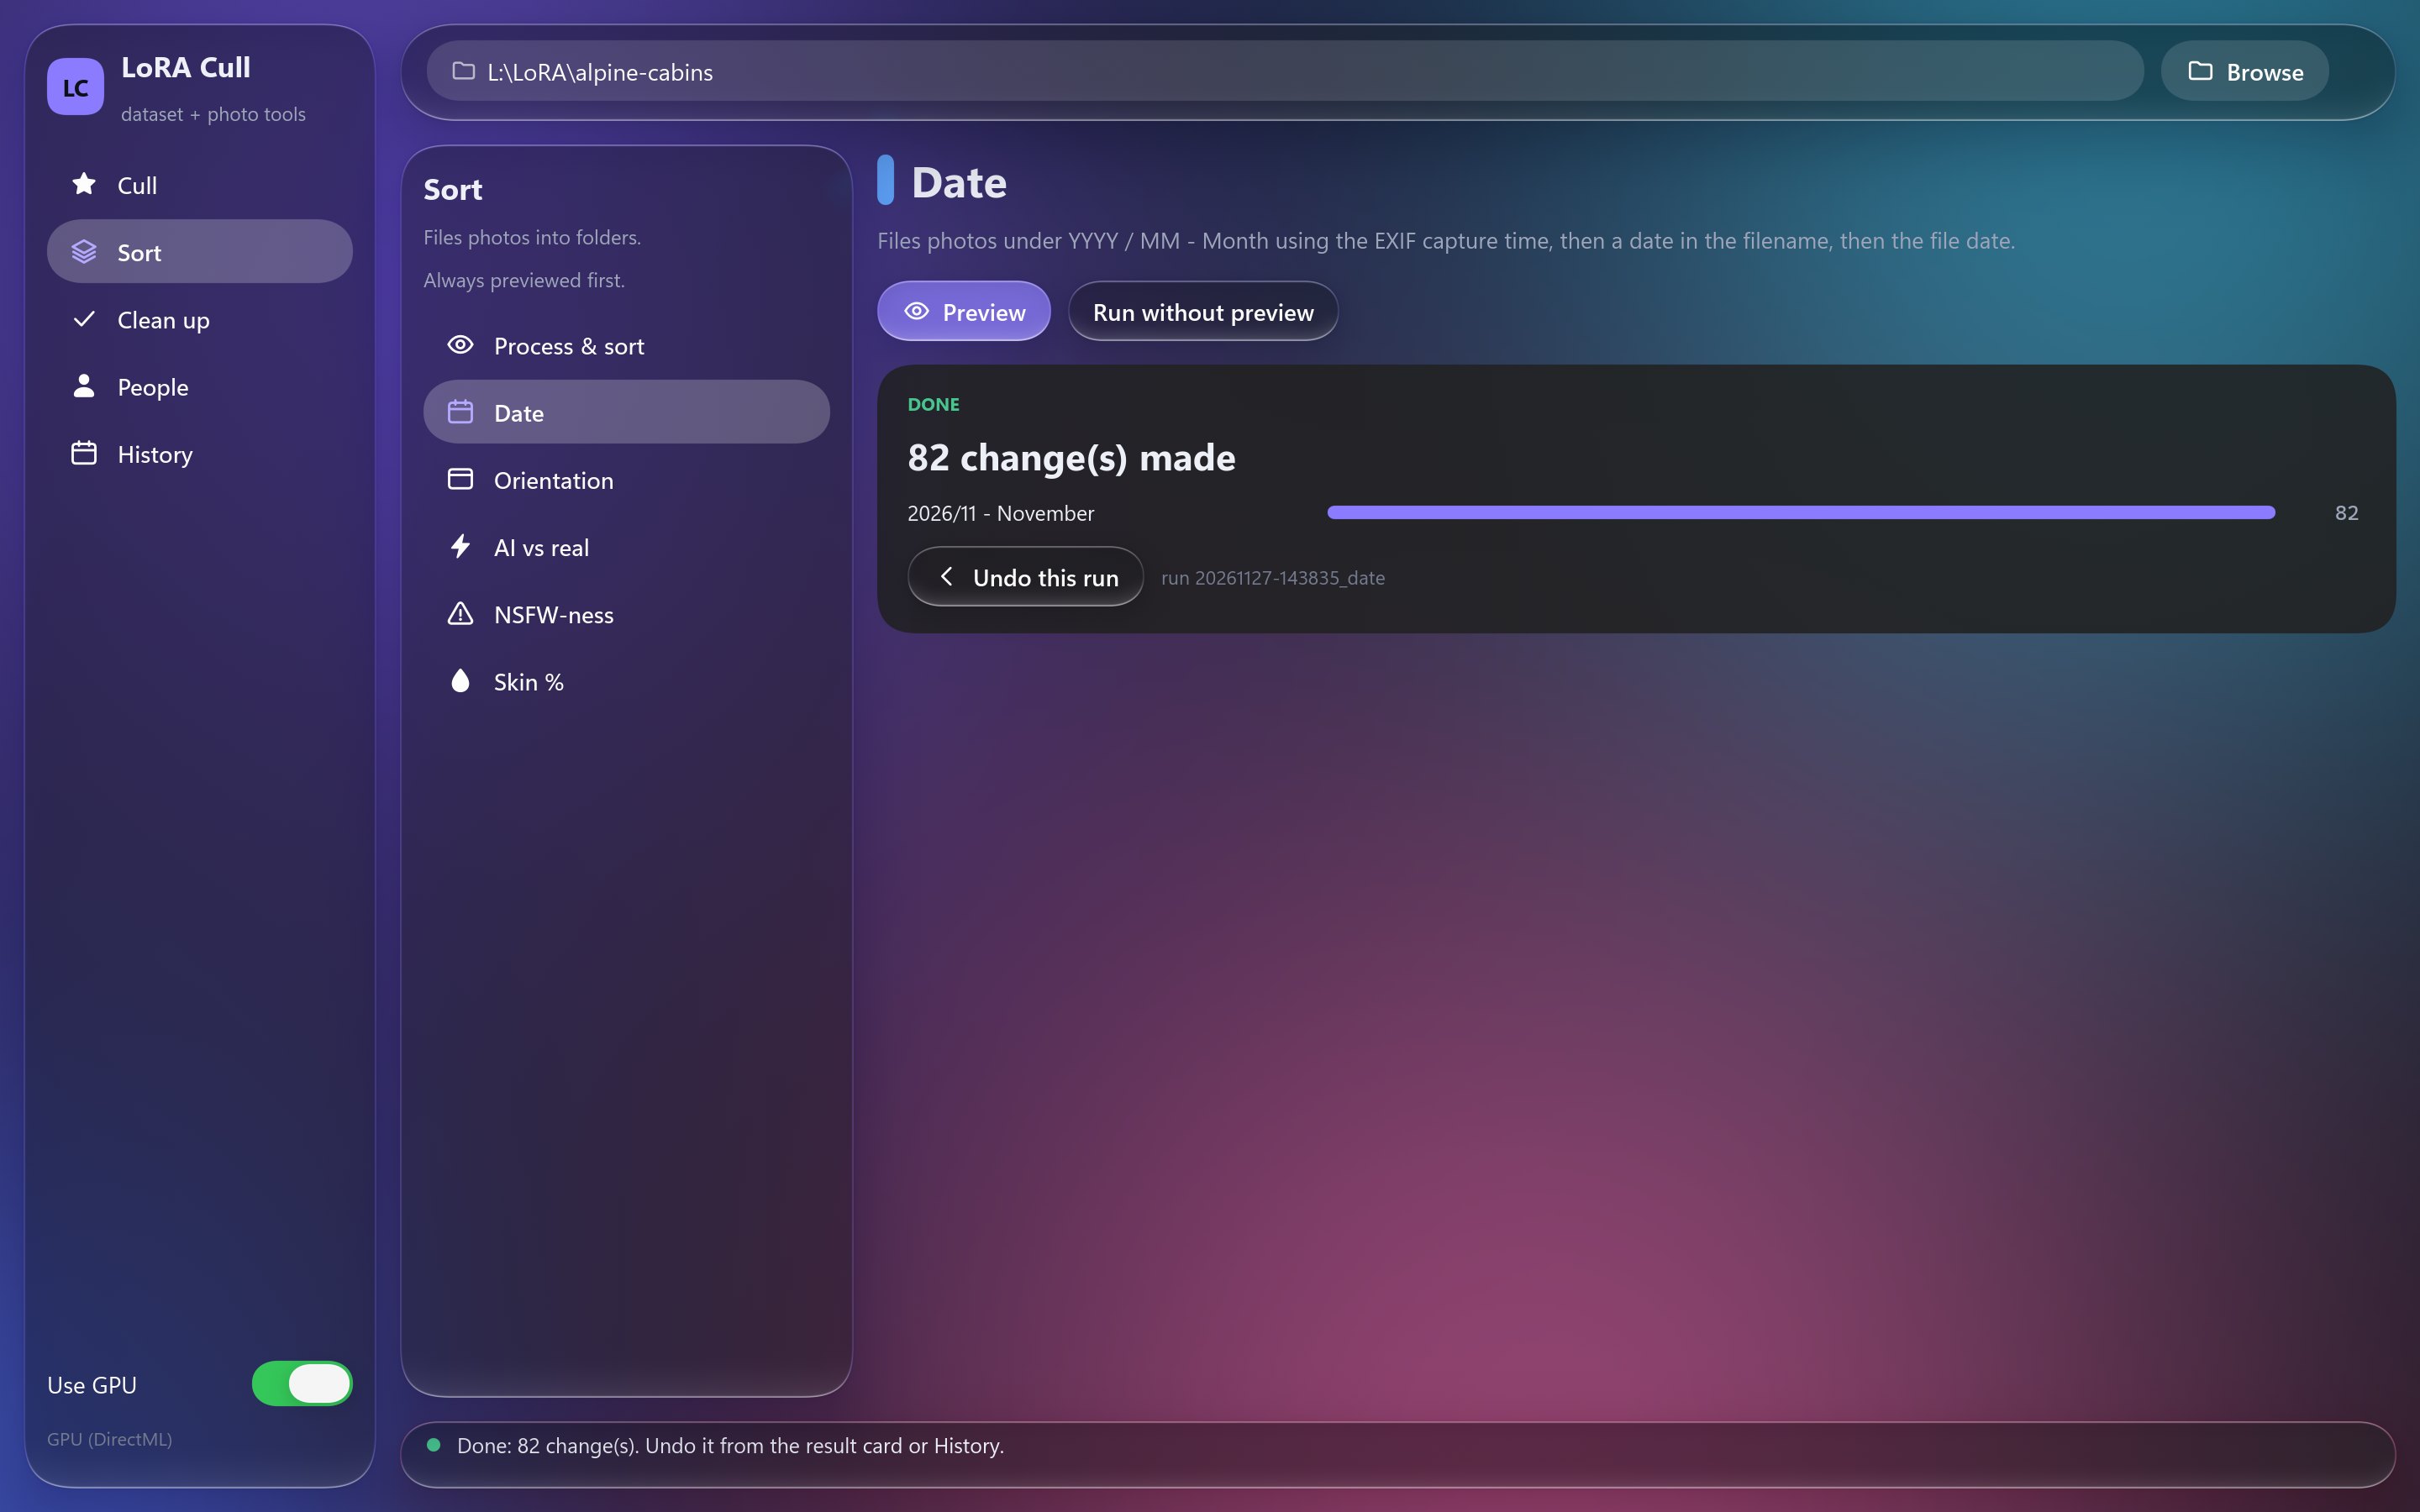 LC
LoRA Cull
dataset + photo tools
Cull
Sort
Clean up
People
History
Use GPU
GPU (DirectML)
L:\LoRA\alpine-cabins
Browse
Sort
Files photos into folders.
Always previewed first.
Process & sort
Date
Orientation
AI vs real
NSFW-ness
Skin %
Date
Files photos under YYYY / MM - Month using the EXIF capture time, then a date in the filename, then the file date.
Preview
Run without preview
DONE
82 change(s) made
2026/11 - November 82
Undo this run
run 20261127-143835_date
Done: 82 change(s). Undo it from the result card or History.